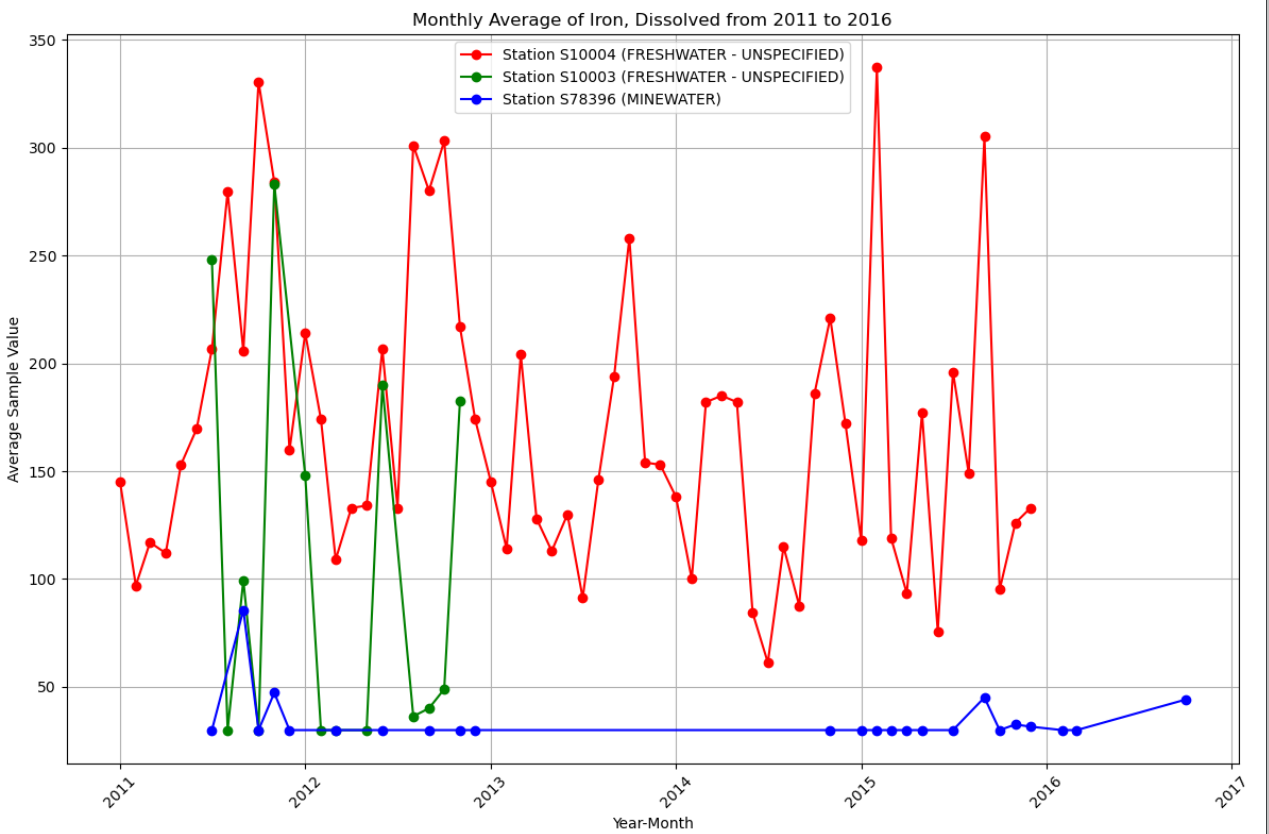 Monthly Average of Iron, Dissolved from 2011 to 2016
350
Station S10004 (FRESHWATER - UNSPECIFIED)
Station S10003 (FRESHWATER - UNSPECIFIED)
Station S78396 (MINEWATER)
300
250
200
150
100
50
Average Sample Value
2011
2012
2013
2014
2015
2016
2017
Year-Month